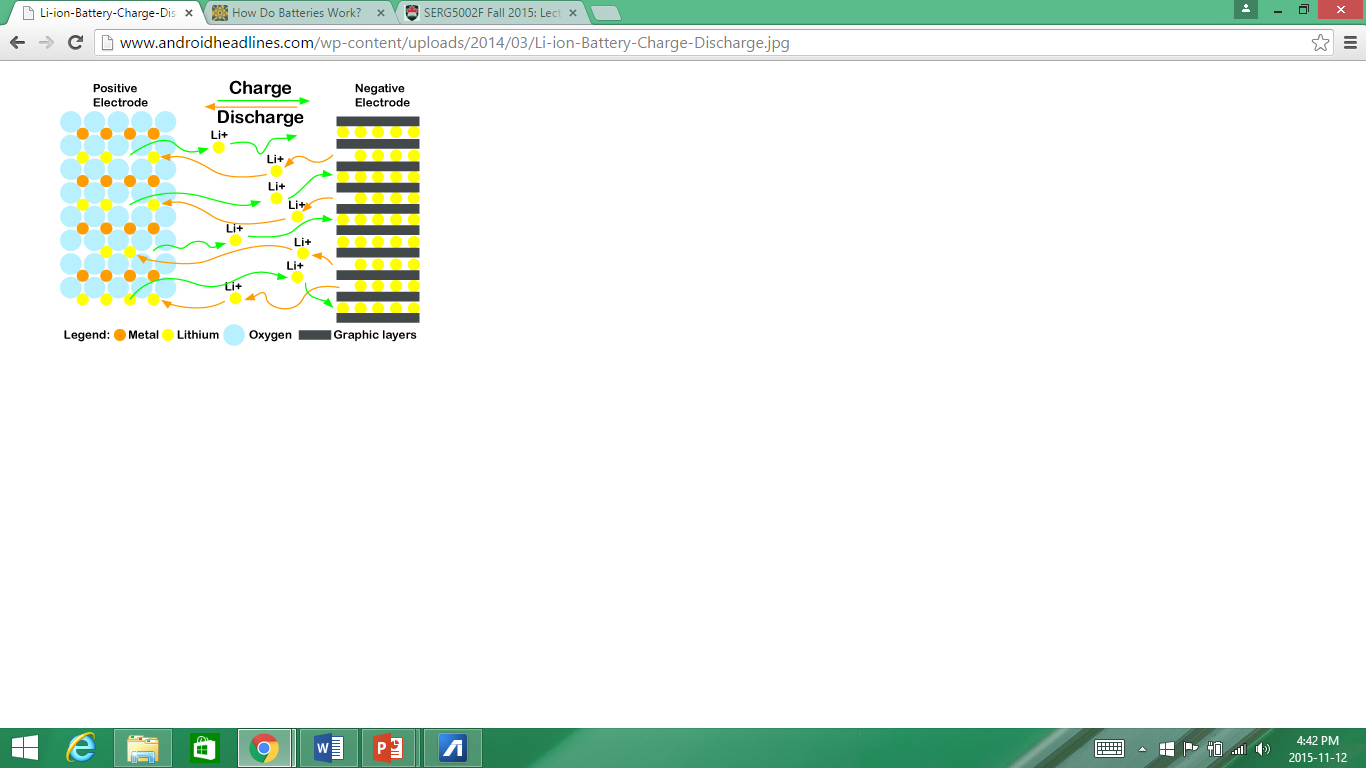 Li-ion-Battery-Charge-Dis
How Do Batteries Work?
SERG5002F Fall 2015: Lect
www.androidheadlines.com/wp-content/uploads/2014/03/Li-ion-Battery-Charge-Discharge.jpg
Positive
Electrode
Charge
Discharge
Negative
Electrode
Li+
Li+
Li+
Li+
Li+
Li+
Li+
Li+
Legend: Metal Lithium Oxygen Graphic layers
4:42 PM
2015-11-12